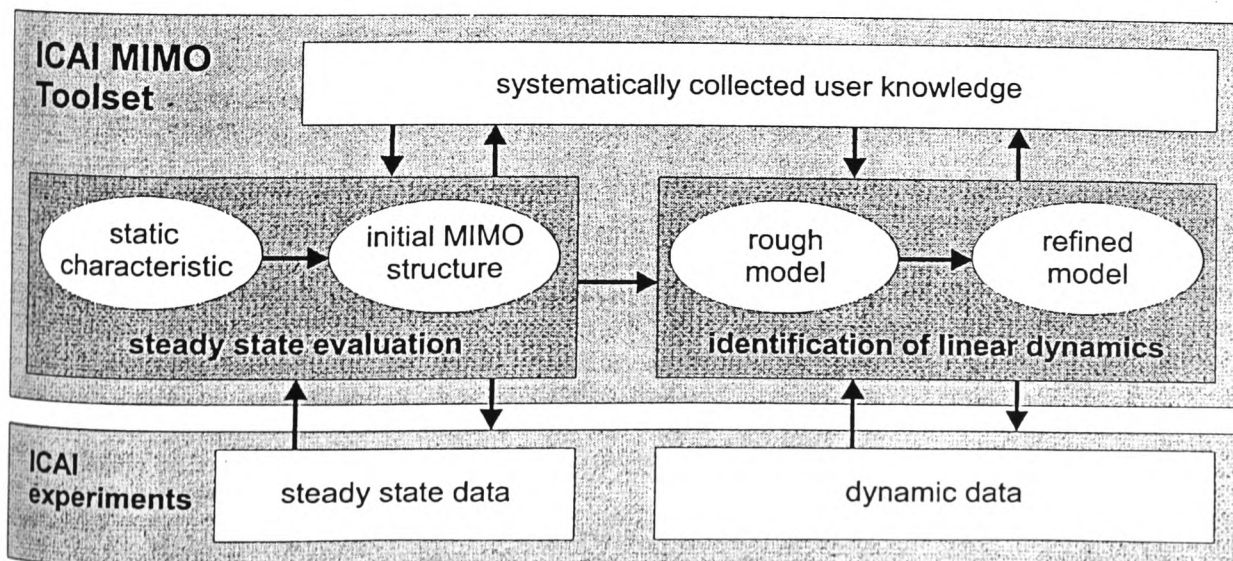 ICAI MIMO
Toolset
systematically collected user knowledge
static
characteristic
initial MIMO
structure
rough
model
refined
model
steady state evaluation
identification of linear dynamics
ICAI
experiments
steady state data
dynamic data